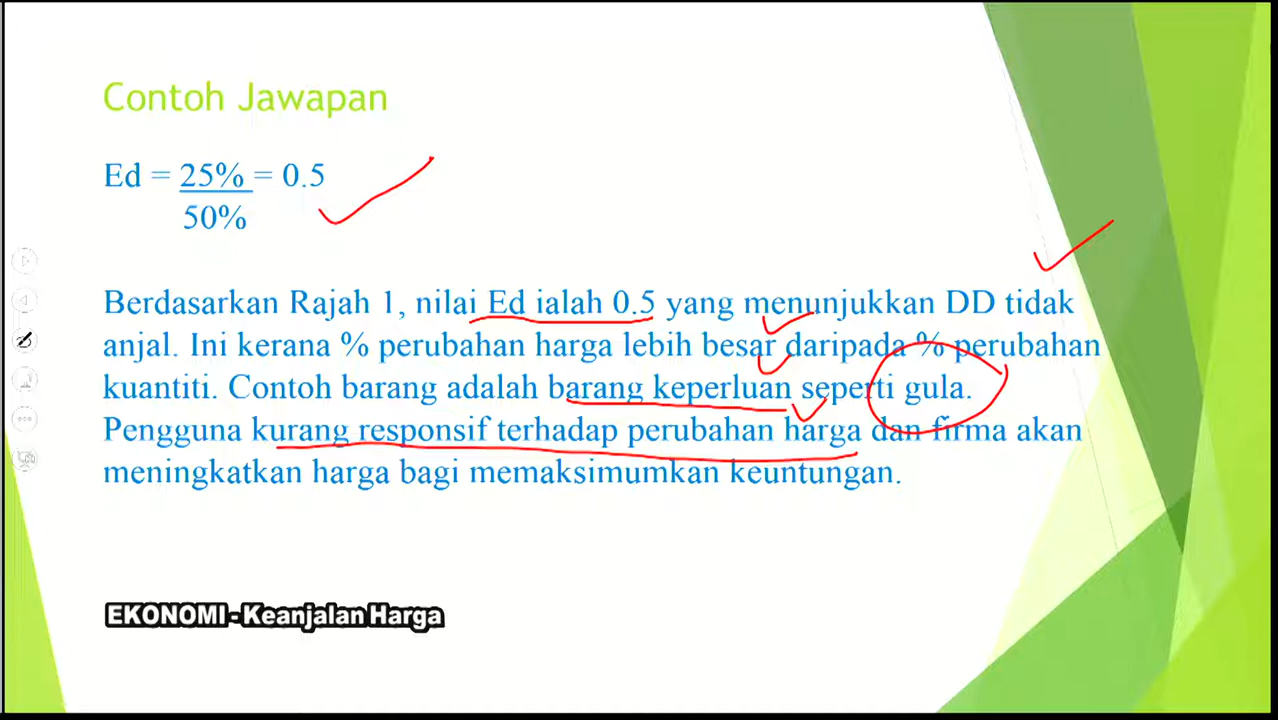 Contoh Jawapan
Ed = 25% = 0.5
50%
Berdasarkan Rajah 1, nilai Ed ialah 0.5 yang menunjukkan DD tidak
anjal. Ini kerana % perubahan harga lebih besar daripada % perubahan
kuantiti. Contoh barang adalah barang keperluan seperti gula.
Pengguna kurang responsif terhadap perubahan harga dan firma akan
meningkatkan harga bagi memaksimumkan keuntungan.
EKONOMI - Keanjalan Harga